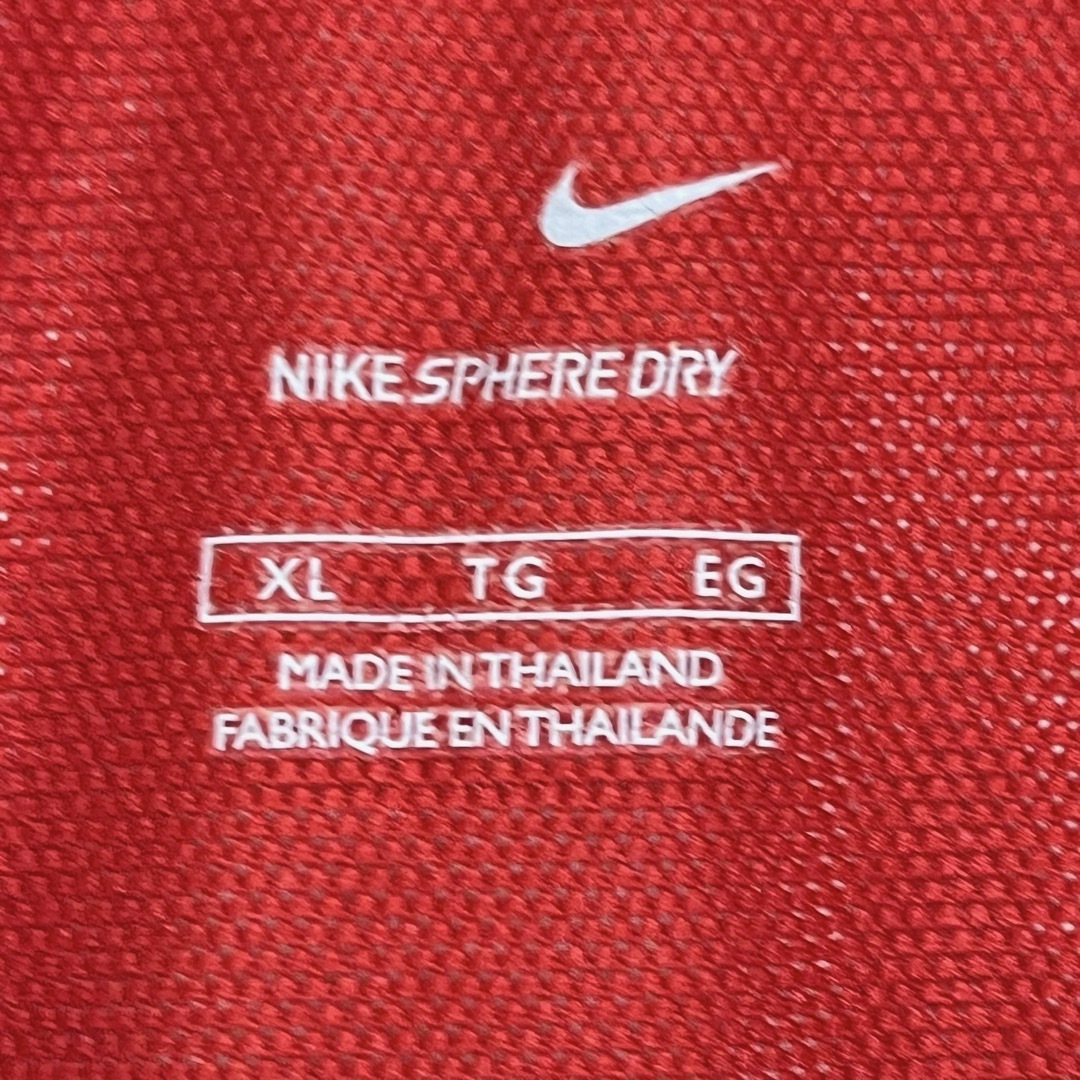 NIKE SPHERE DRY
XL TG EG
MADE IN THAILAND
FABRIQUE EN THAILANDE